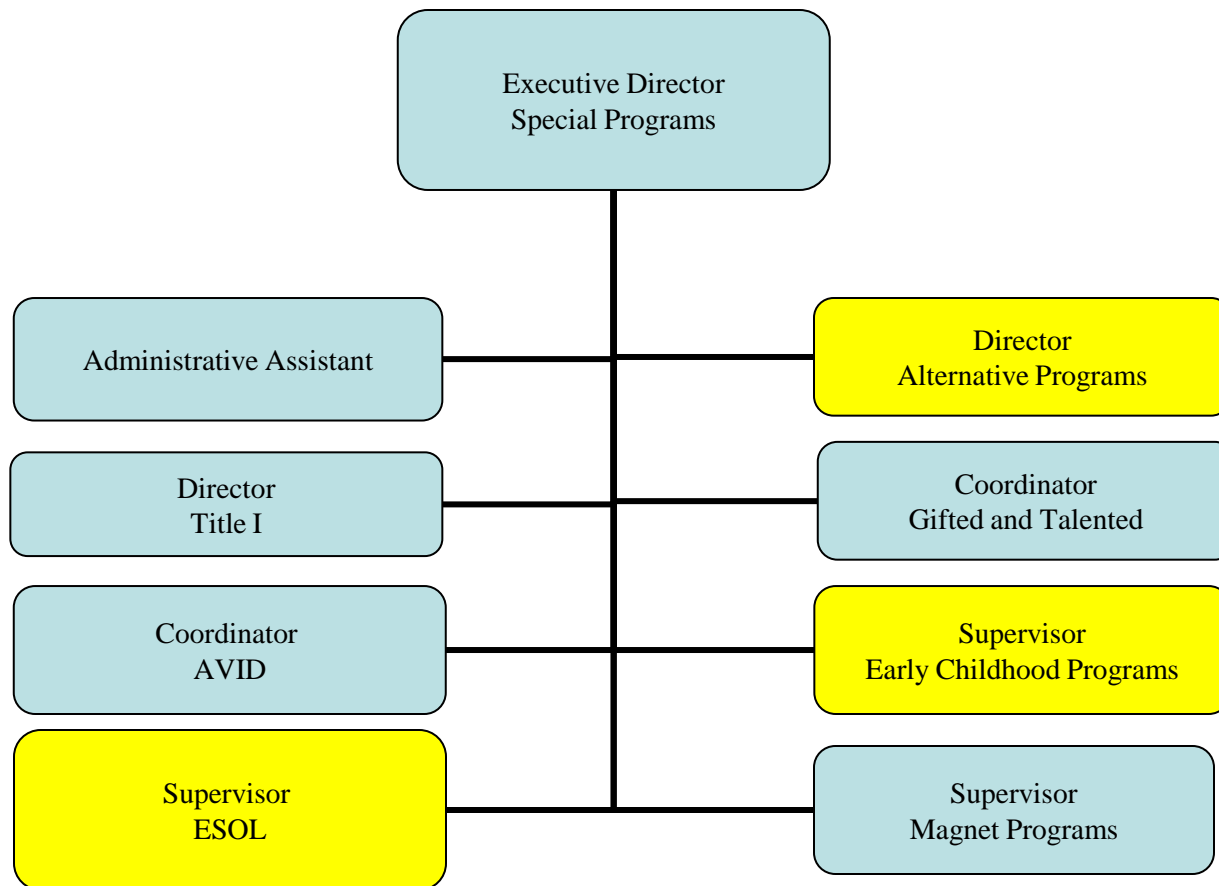 Executive Director
Special Programs
Administrative Assistant
Director
Alternative Programs
Director
Title I
Coordinator
Gifted and Talented
Coordinator
AVID
Supervisor
Early Childhood Programs
Supervisor
ESOL
Supervisor
Magnet Programs